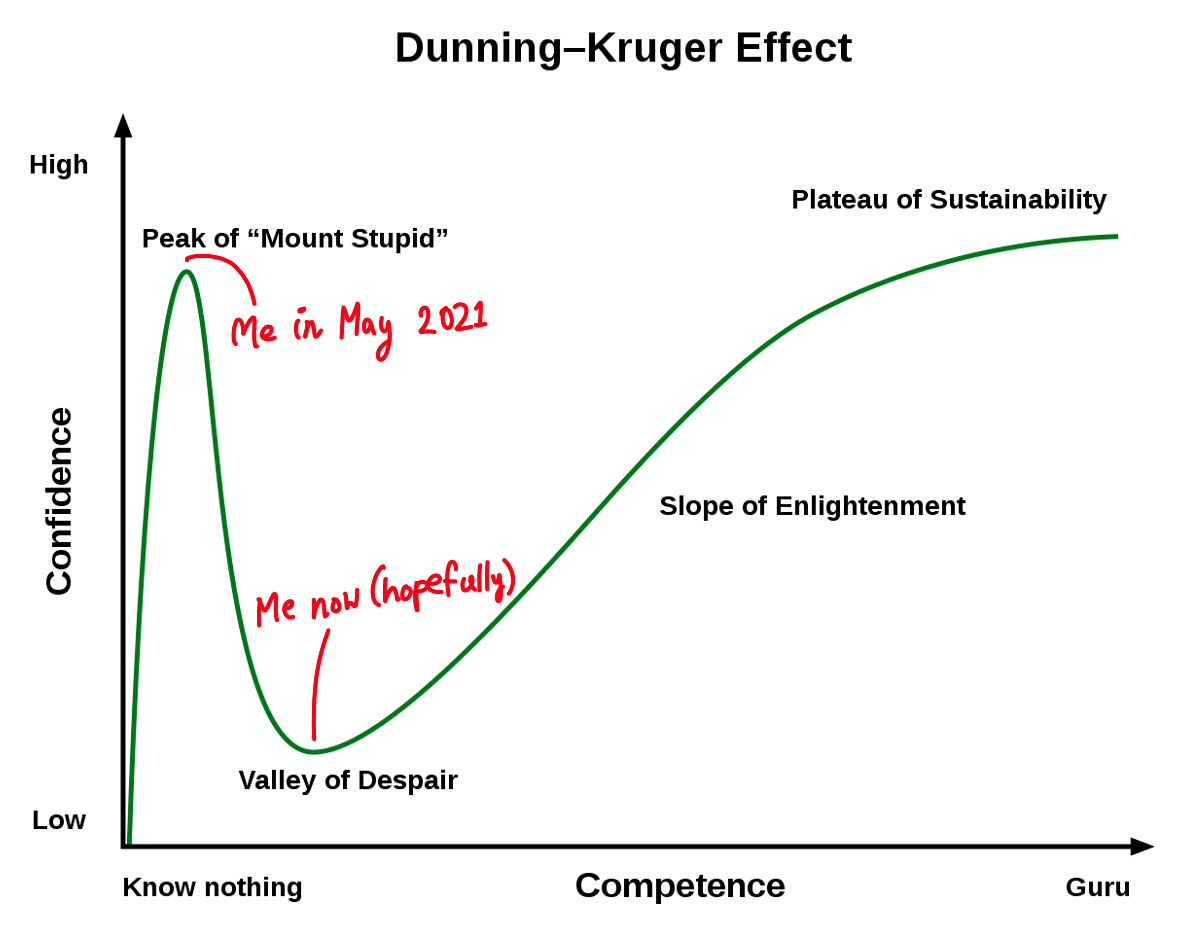 Dunning–Kruger Effect
High
Plateau of Sustainability
Peak of “Mount Stupid”
Me in May 2021
Confidence
Slope of Enlightenment
Me now (hopefully)
Valley of Despair
Low
Know nothing
Competence
Guru